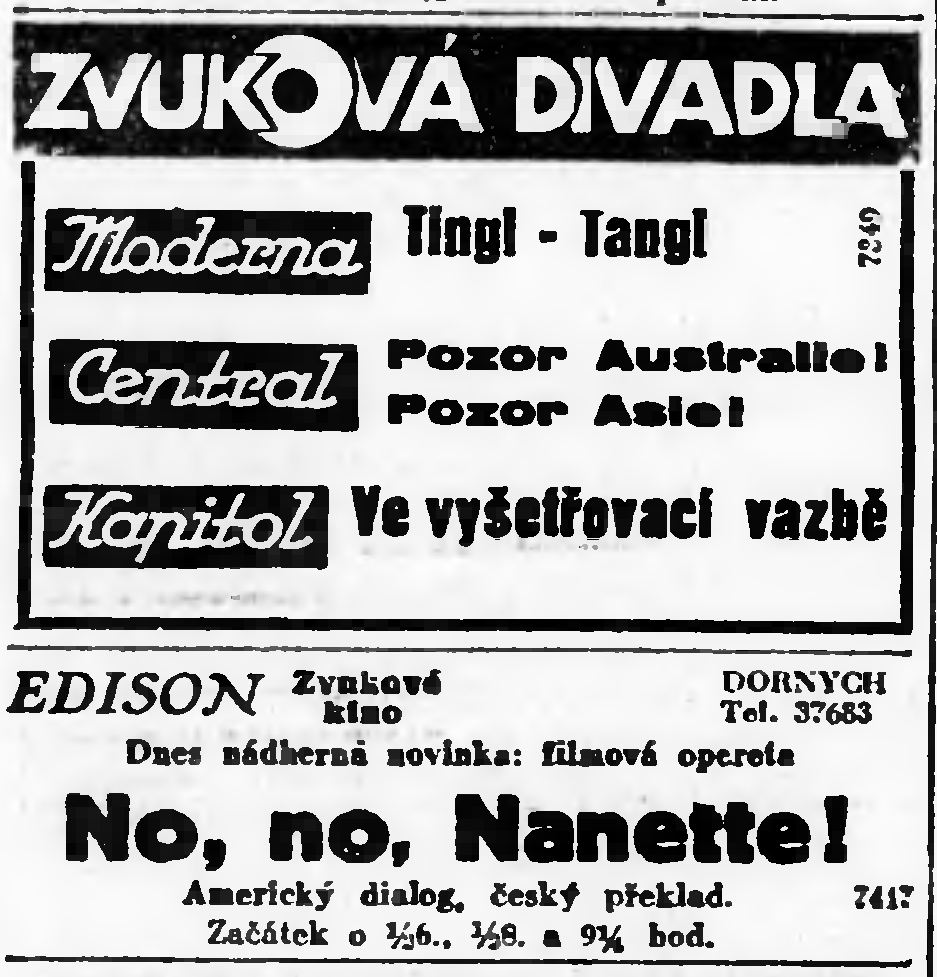 ZVUKOVÁ DIVADLA
Moderna Tingl - Tangl
Central Pozor Australie!
Pozor Asie!
Kapitol Ve vyšetřovací vazbě
EDISON Zvukové DORNYCH
kino Tel. 37683
Dnes nádherná novinka: filmová opereta
No, no, Nanette!
Americký dialog, český překlad. 7417
Začátek o ½6., ½8. a 9¼ hod.